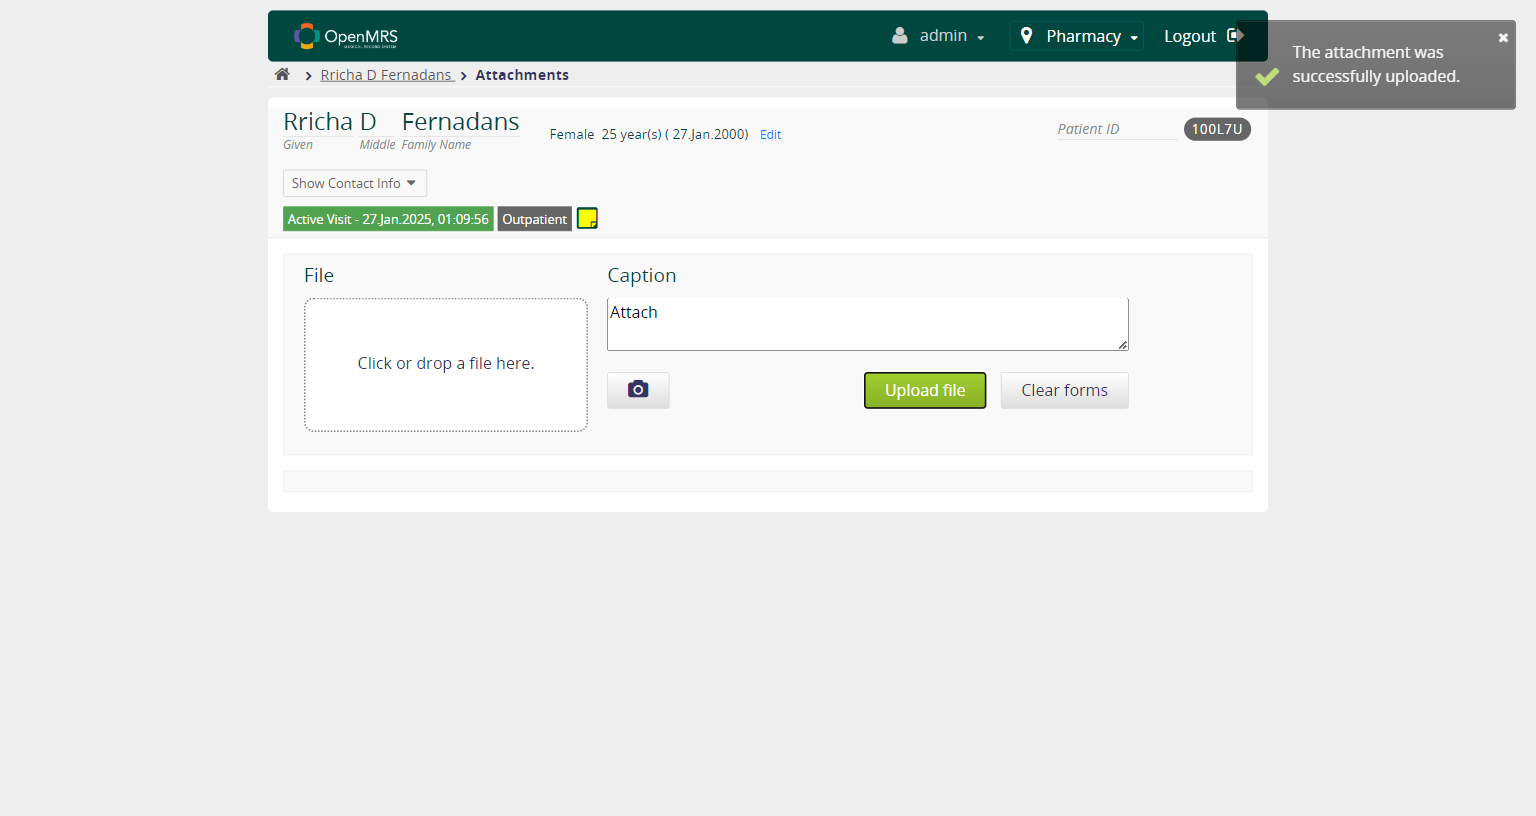 OpenMRS
MEDICAL RECORD SYSTEM
admin
Pharmacy
Logout
The attachment was
successfully uploaded.
Rricha D Fernadans
Attachments
Rricha D Fernadans
Given Middle Family Name
Female 25 year(s) ( 27.Jan.2000) Edit
Patient ID 100L7U
Show Contact Info
Active Visit - 27.Jan.2025, 01:09:56 Outpatient
File
Caption
Click or drop a file here.
Attach
Upload file
Clear forms